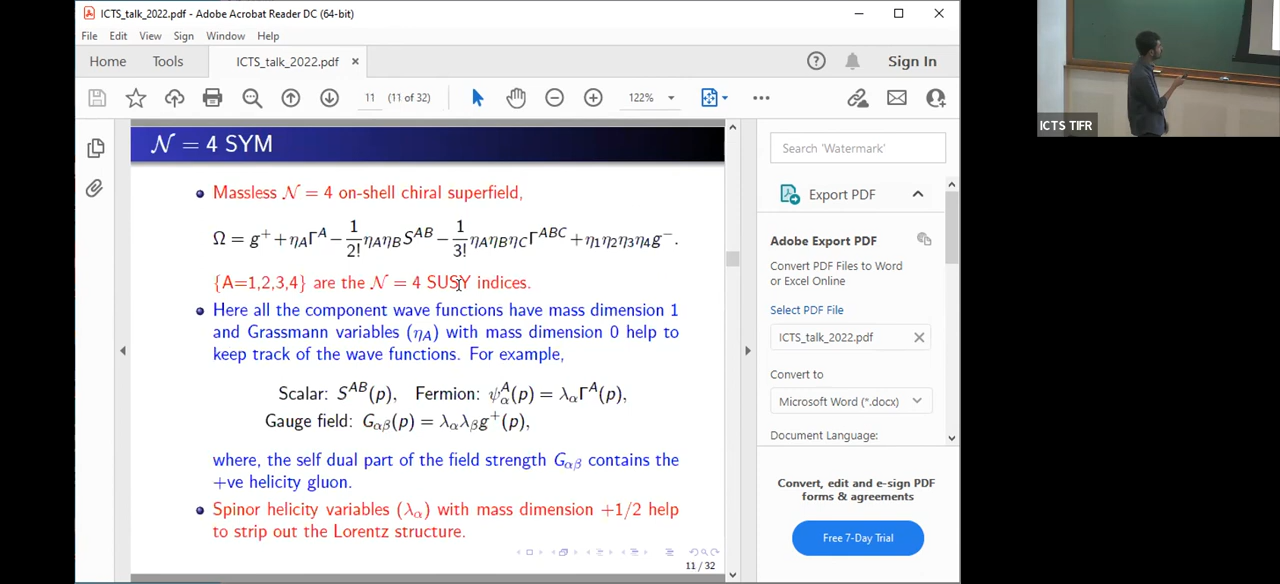 ICTS_talk_2022.pdf - Adobe Acrobat Reader DC (64-bit)
File Edit View Sign Window Help
Home Tools ICTS_talk_2022.pdf × Sign In
11 (11 of 32) 122%
𝒩 = 4 SYM
Massless 𝒩 = 4 on-shell chiral superfield,
Ω = g⁺ + η_AΓ^A − 1/2! η_Aη_B S^{AB} − 1/3! η_Aη_Bη_C Γ^{ABC} + η₁η₂η₃η₄g⁻.
{A=1,2,3,4} are the 𝒩 = 4 SUSY indices.
Here all the component wave functions have mass dimension 1
and Grassmann variables (η_A) with mass dimension 0 help to
keep track of the wave functions. For example,
Scalar: S^{AB}(p), Fermion: ψ^A_α(p) = λ_αΓ^A(p),
Gauge field: G_{αβ}(p) = λ_αλ_βg⁺(p),
where, the self dual part of the field strength G_{αβ} contains the
+ve helicity gluon.
Spinor helicity variables (λ_α) with mass dimension +1/2 help
to strip out the Lorentz structure.
11 / 32
Search 'Watermark'
Export PDF
Adobe Export PDF
Convert PDF Files to Word
or Excel Online
Select PDF File
ICTS_talk_2022.pdf ×
Convert to
Microsoft Word (*.docx)
Document Language:
Convert, edit and e-sign PDF
forms & agreements
Free 7-Day Trial
ICTS TIFR